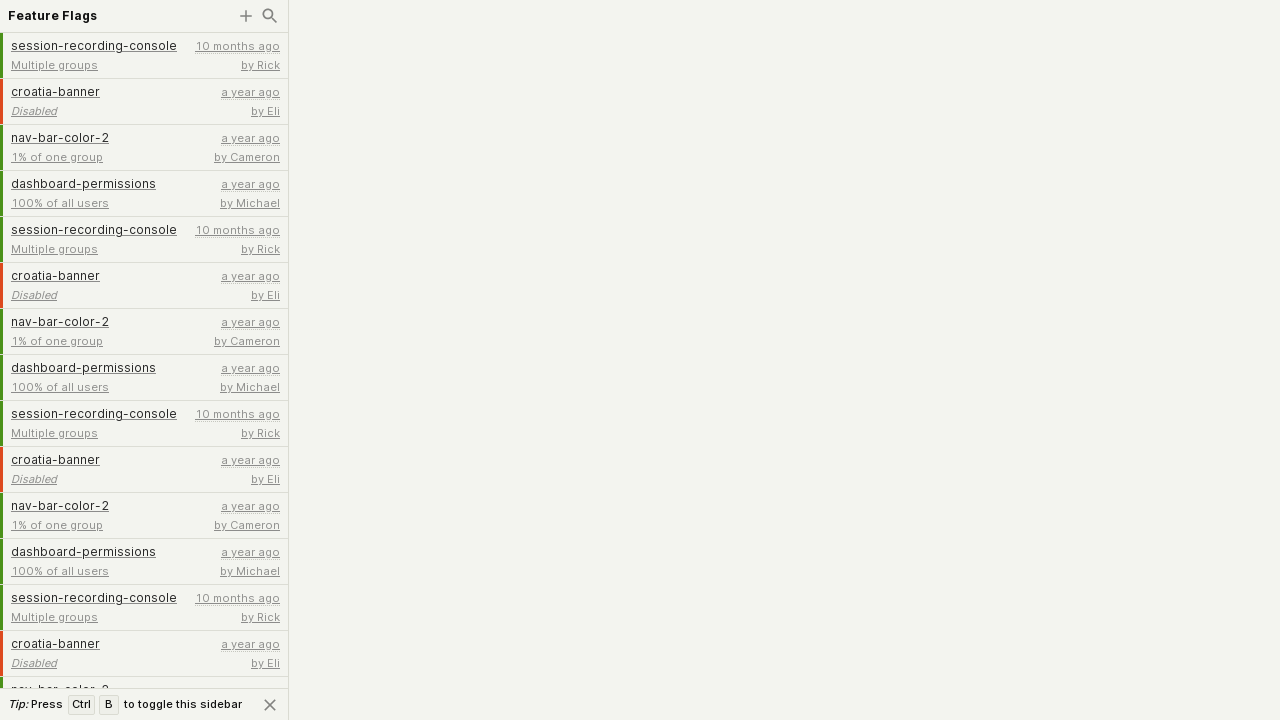 Feature Flags
session-recording-console 10 months ago
Multiple groups by Rick
croatia-banner a year ago
Disabled by Eli
nav-bar-color-2 a year ago
1% of one group by Cameron
dashboard-permissions a year ago
100% of all users by Michael
session-recording-console 10 months ago
Multiple groups by Rick
croatia-banner a year ago
Disabled by Eli
nav-bar-color-2 a year ago
1% of one group by Cameron
dashboard-permissions a year ago
100% of all users by Michael
session-recording-console 10 months ago
Multiple groups by Rick
croatia-banner a year ago
Disabled by Eli
nav-bar-color-2 a year ago
1% of one group by Cameron
dashboard-permissions a year ago
100% of all users by Michael
session-recording-console 10 months ago
Multiple groups by Rick
croatia-banner a year ago
Disabled by Eli
nav-bar-color-2
Tip: Press Ctrl B to toggle this sidebar